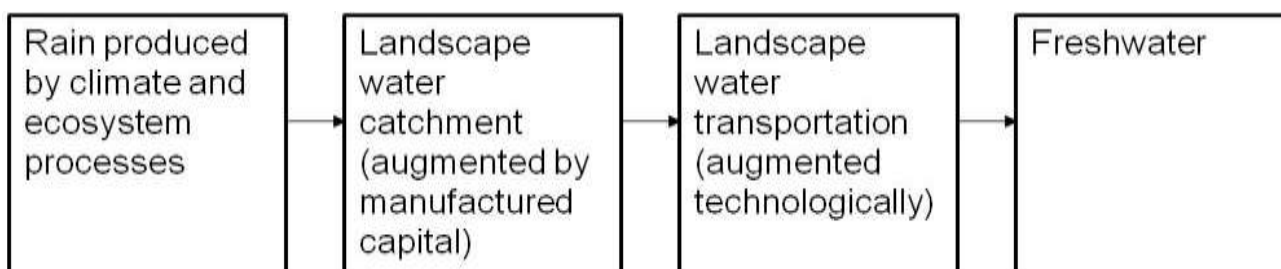 Rain produced
by climate and
ecosystem
processes
Landscape
water
catchment
(augmented by
manufactured
capital)
Landscape
water
transportation
(augmented
technologically)
Freshwater